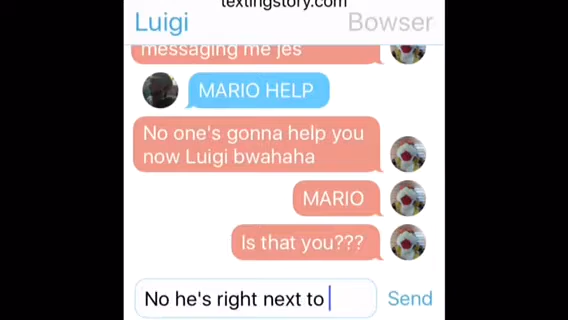 textingstory.com
Luigi
Bowser
messaging me jes
MARIO HELP
No one's gonna help you
now Luigi bwahaha
MARIO
Is that you???
No he's right next to
Send